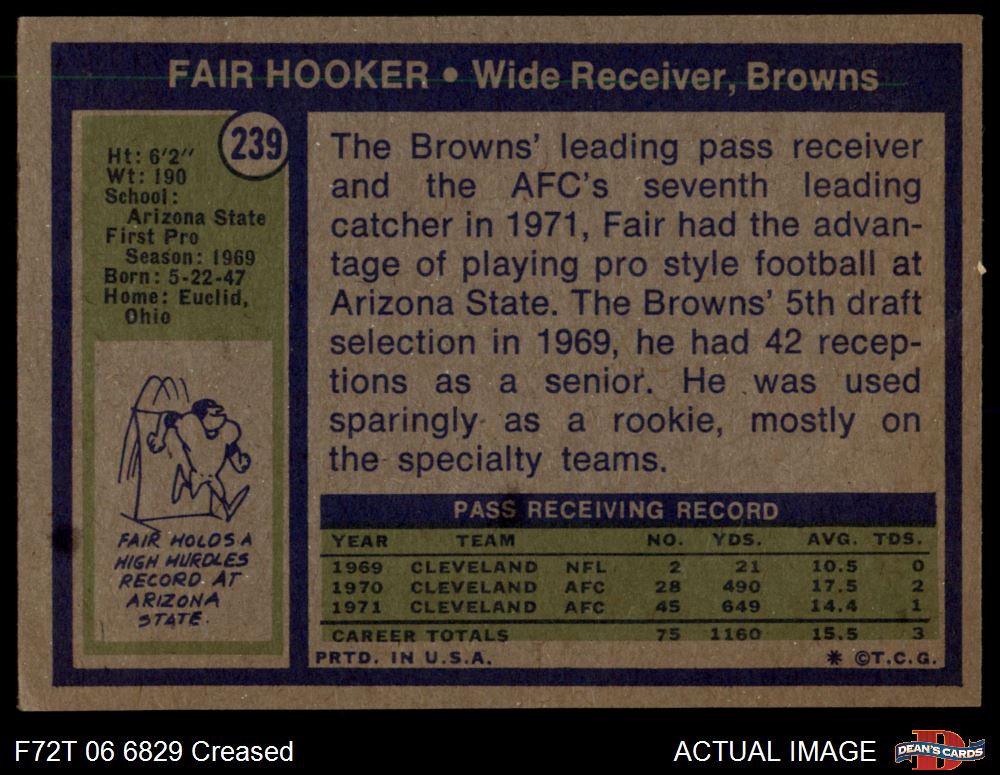 FAIR HOOKER • Wide Receiver, Browns
239
Ht: 6'2"
Wt: 190
School:
Arizona State
First Pro
Season: 1969
Born: 5-22-47
Home: Euclid,
Ohio
FAIR HOLDS A
HIGH HURDLES
RECORD AT
ARIZONA
STATE.
The Browns' leading pass receiver
and the AFC's seventh leading
catcher in 1971, Fair had the advan-
tage of playing pro style football at
Arizona State. The Browns' 5th draft
selection in 1969, he had 42 recep-
tions as a senior. He was used
sparingly as a rookie, mostly on
the specialty teams.
PASS RECEIVING RECORD
YEAR TEAM NO. YDS. AVG. TDS.
1969 CLEVELAND NFL 2 21 10.5 0
1970 CLEVELAND AFC 28 490 17.5 2
1971 CLEVELAND AFC 45 649 14.4 1
CAREER TOTALS 75 1160 15.5 3
PRTD. IN U.S.A. * ©T.C.G.
F72T 06 6829 Creased
ACTUAL IMAGE
D
DEAN'S CARDS